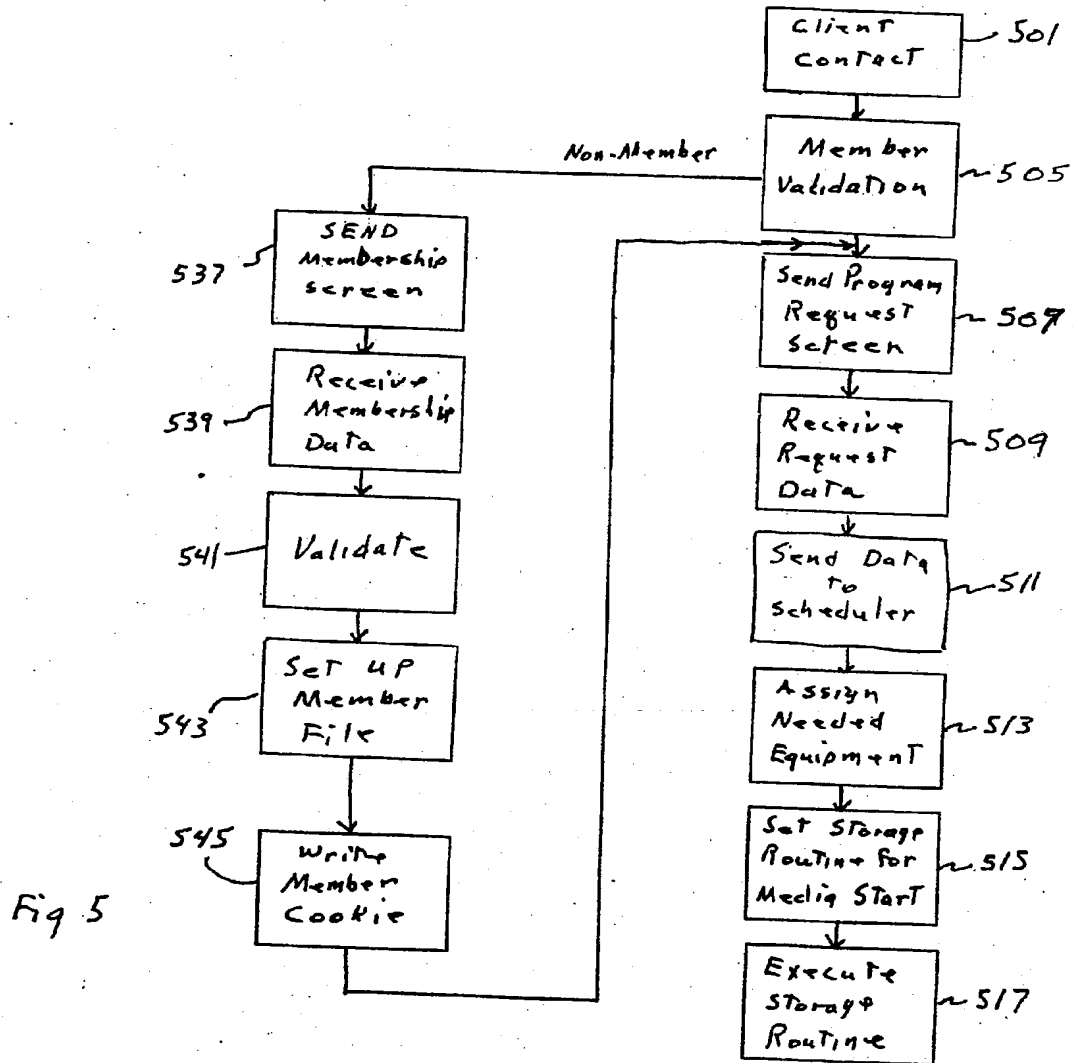 Client
Contact
501
Member
Validation
505
Non-Member
SEND
Membership
Screen
537
Send Program
Request
Screen
507
Receive
Membership
Data
539
Receive
Request
Data
509
Validate
541
Send Data
to
Scheduler
511
Set up
Member
File
543
Assign
Needed
Equipment
513
Set Storage
Routine for
Media Start
515
Write
Member
Cookie
545
Execute
Storage
Routine
517
Fig 5